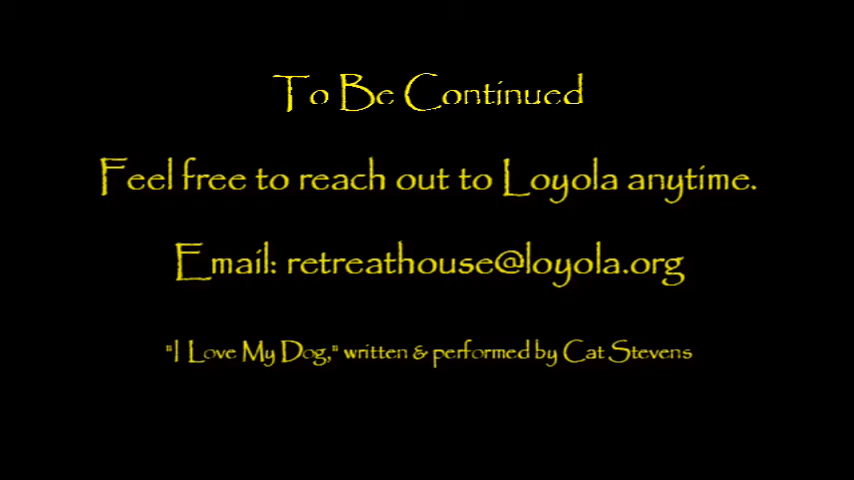 To Be Continued
Feel free to reach out to Loyola anytime.
Email: retreathouse@loyola.org
"I Love My Dog," written & performed by Cat Stevens